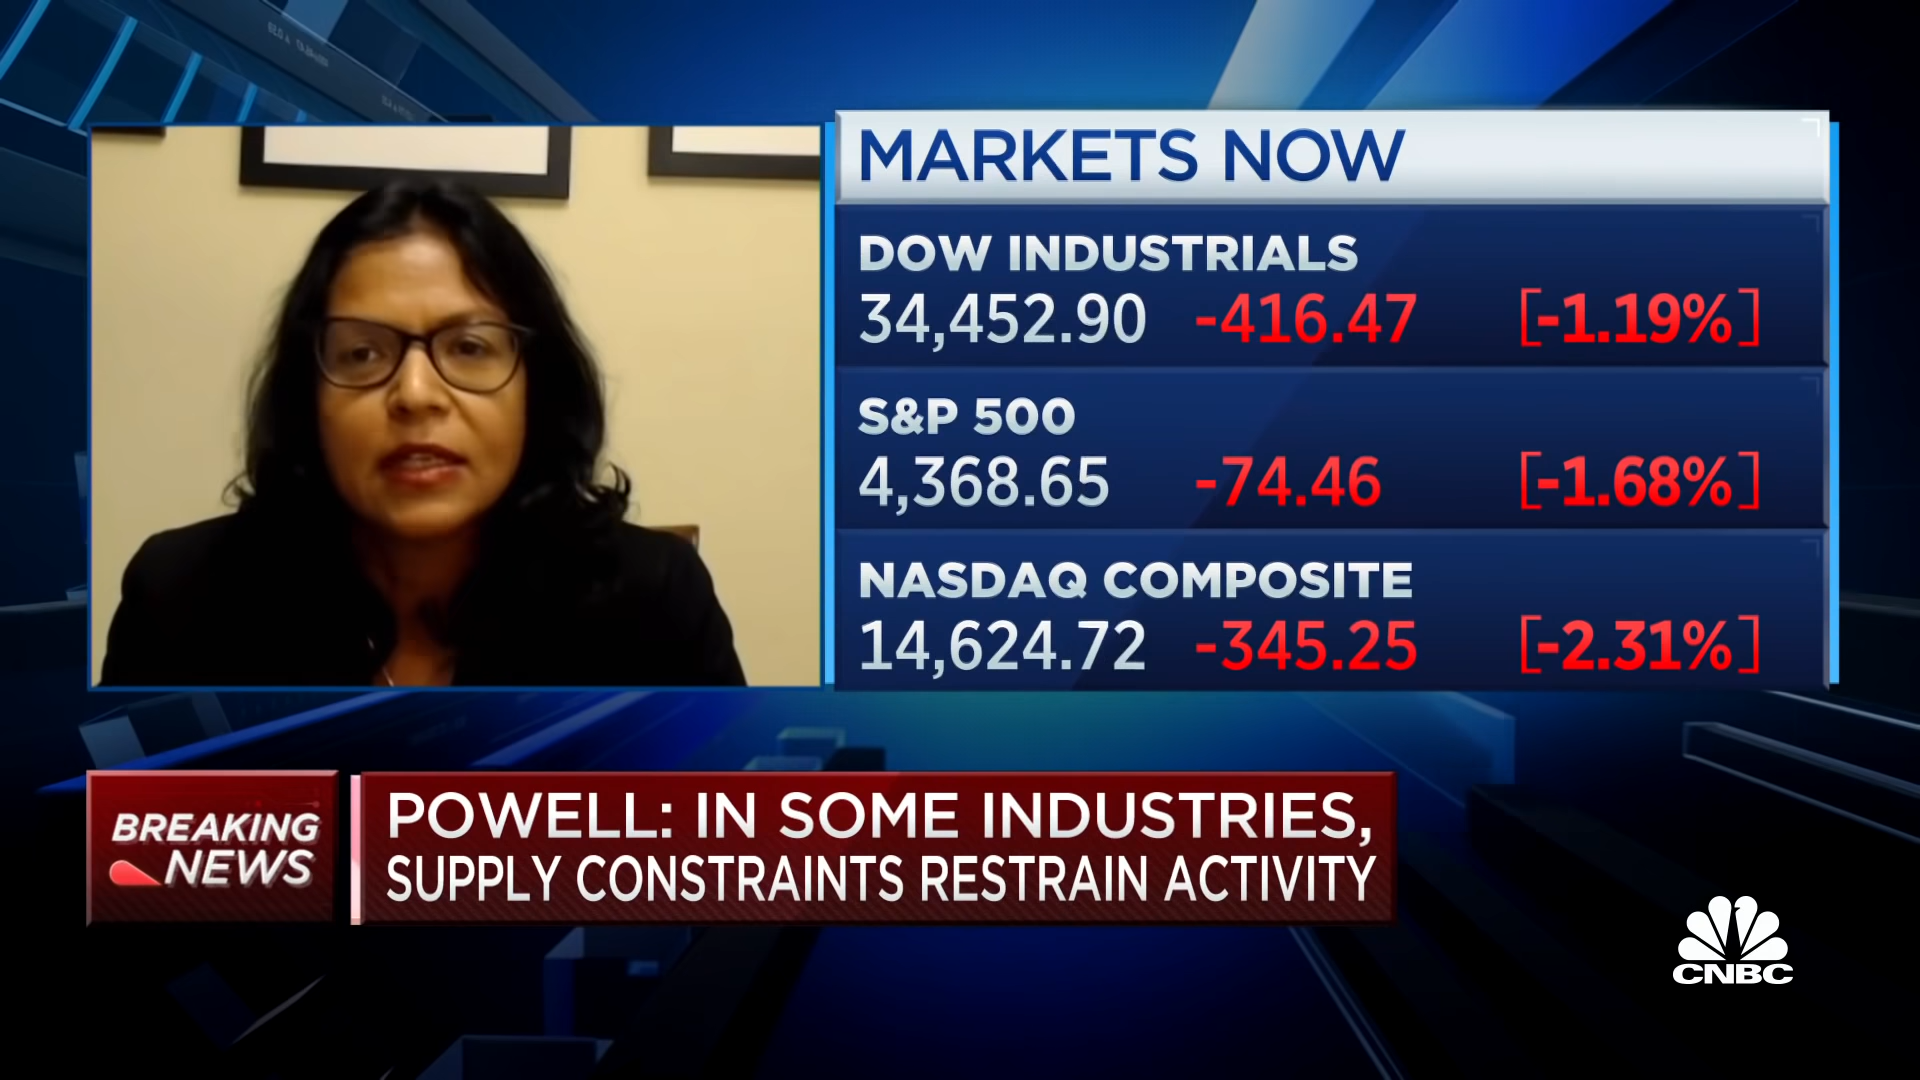 MARKETS NOW
DOW INDUSTRIALS
34,452.90 -416.47 [-1.19%]
S&P 500
4,368.65 -74.46 [-1.68%]
NASDAQ COMPOSITE
14,624.72 -345.25 [-2.31%]
BREAKING
NEWS
POWELL: IN SOME INDUSTRIES,
SUPPLY CONSTRAINTS RESTRAIN ACTIVITY
CNBC